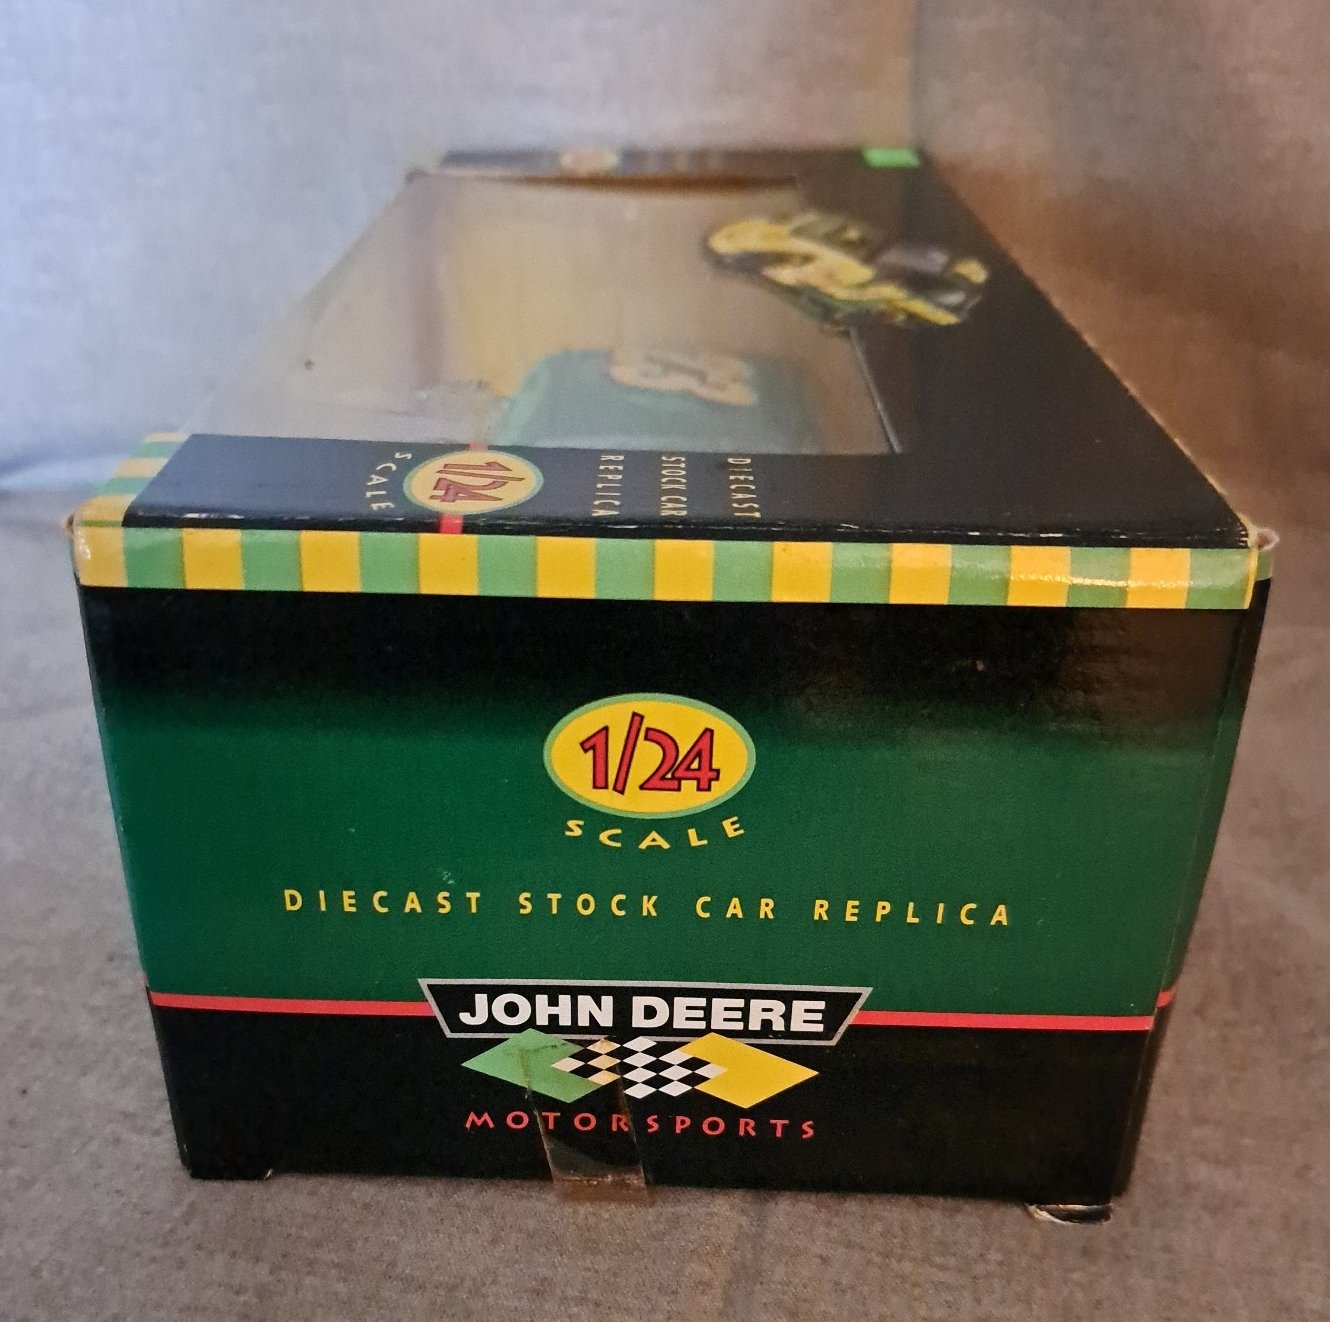 SCALE
1/24
DIECAST
STOCK CAR
REPLICA
1/24
SCALE
DIECAST STOCK CAR REPLICA
JOHN DEERE
MOTORSPORTS